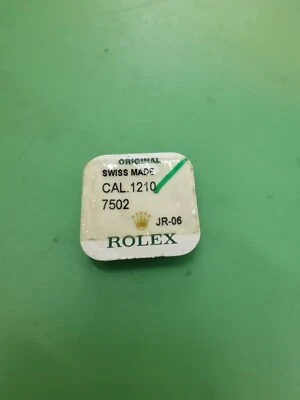 ORIGINAL
SWISS MADE
CAL.1210
7502
JR-06
ROLEX